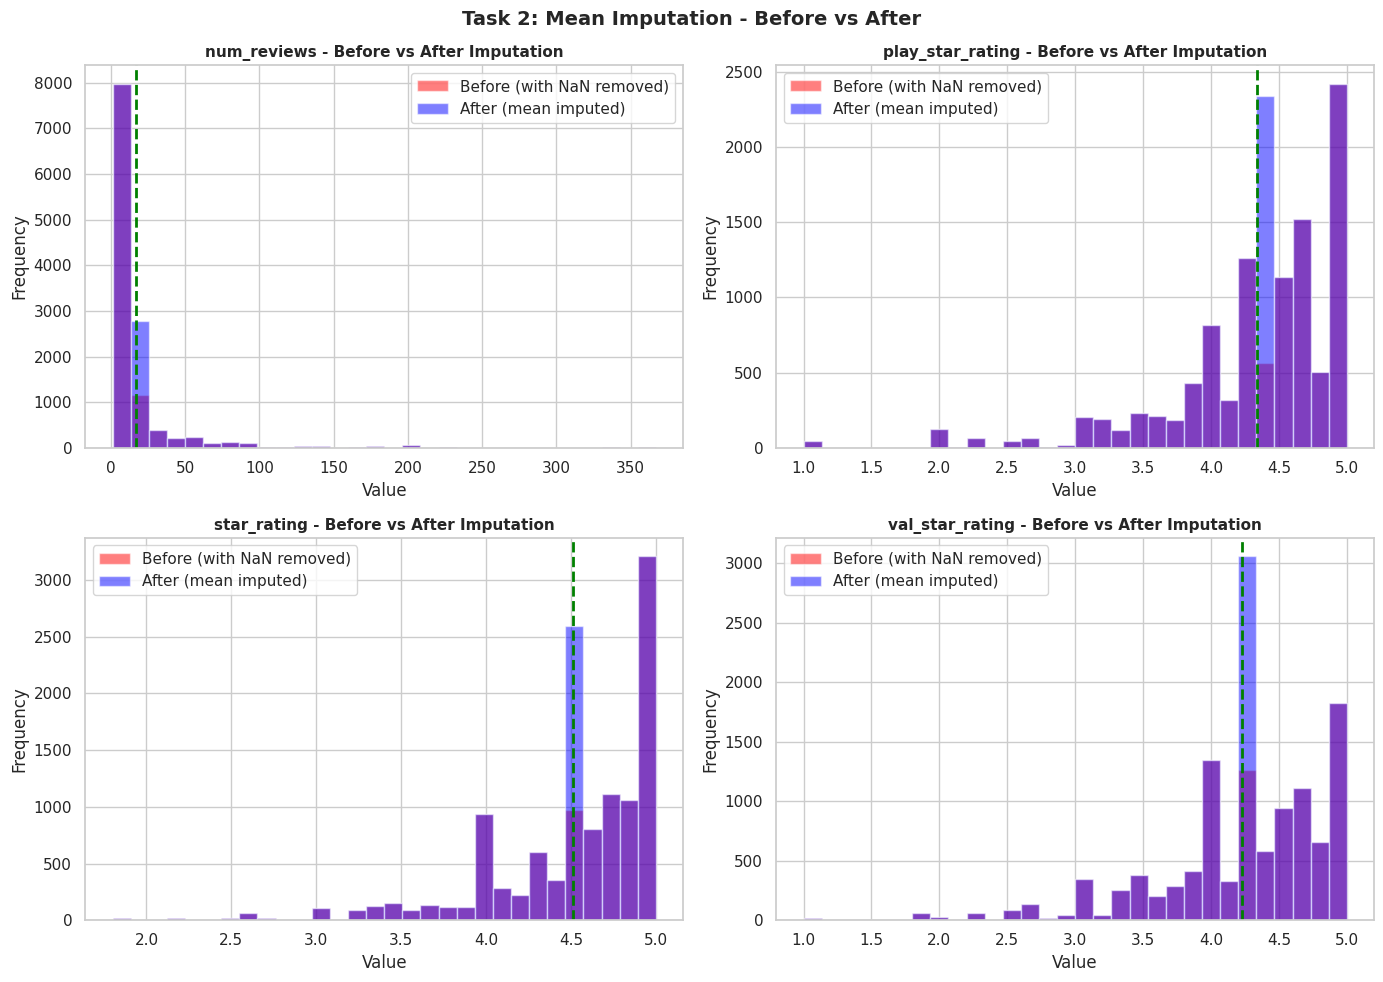 Task 2: Mean Imputation - Before vs After
num_reviews - Before vs After Imputation
Before (with NaN removed)
After (mean imputed)
Frequency
8000
7000
6000
5000
4000
3000
2000
1000
0
0 50 100 150 200 250 300 350
Value
play_star_rating - Before vs After Imputation
Before (with NaN removed)
After (mean imputed)
Frequency
2500
2000
1500
1000
500
0
1.0 1.5 2.0 2.5 3.0 3.5 4.0 4.5 5.0
Value
star_rating - Before vs After Imputation
Before (with NaN removed)
After (mean imputed)
Frequency
3000
2500
2000
1500
1000
500
0
2.0 2.5 3.0 3.5 4.0 4.5 5.0
Value
val_star_rating - Before vs After Imputation
Before (with NaN removed)
After (mean imputed)
Frequency
3000
2500
2000
1500
1000
500
0
1.0 1.5 2.0 2.5 3.0 3.5 4.0 4.5 5.0
Value